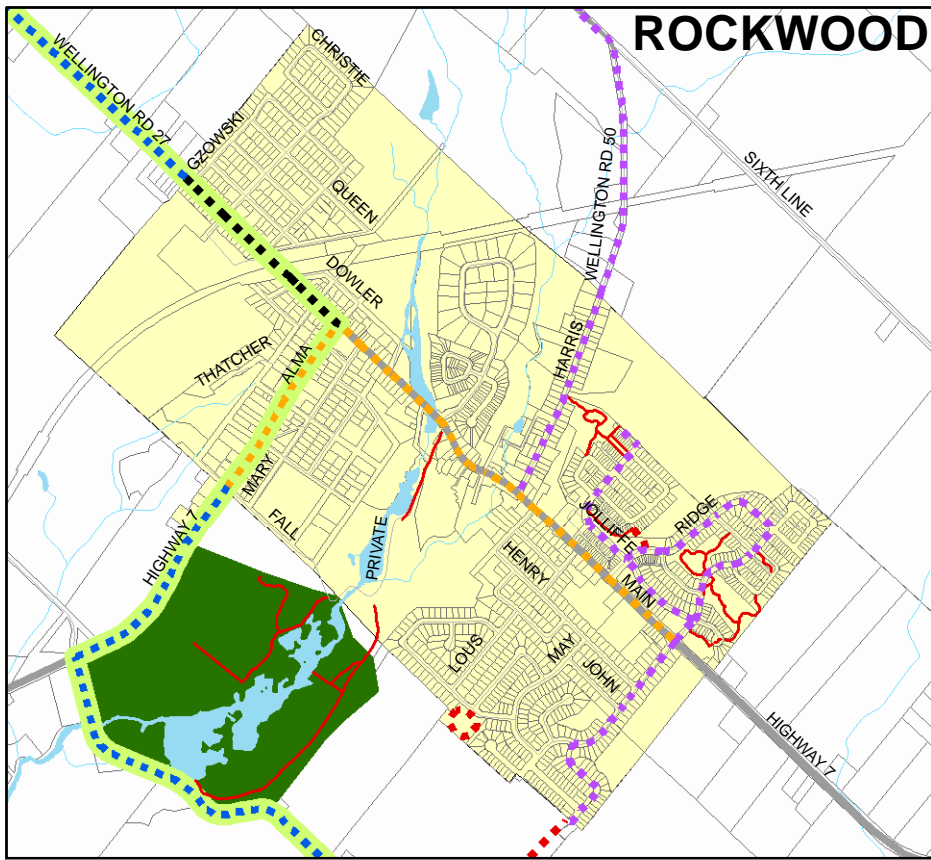 ROCKWOOD
CHRISTIE
WELLINGTON RD 27
GZOWSKI
WELLINGTON RD 50
SIXTH LINE
QUEEN
DOWLER
THATCHER
ALMA
HARRIS
MARY
FALL
HIGHWAY 7
PRIVATE
JOLLIFFE
RIDGE
HENRY
MAIN
LOUS
MAY
JOHN
HIGHWAY 7